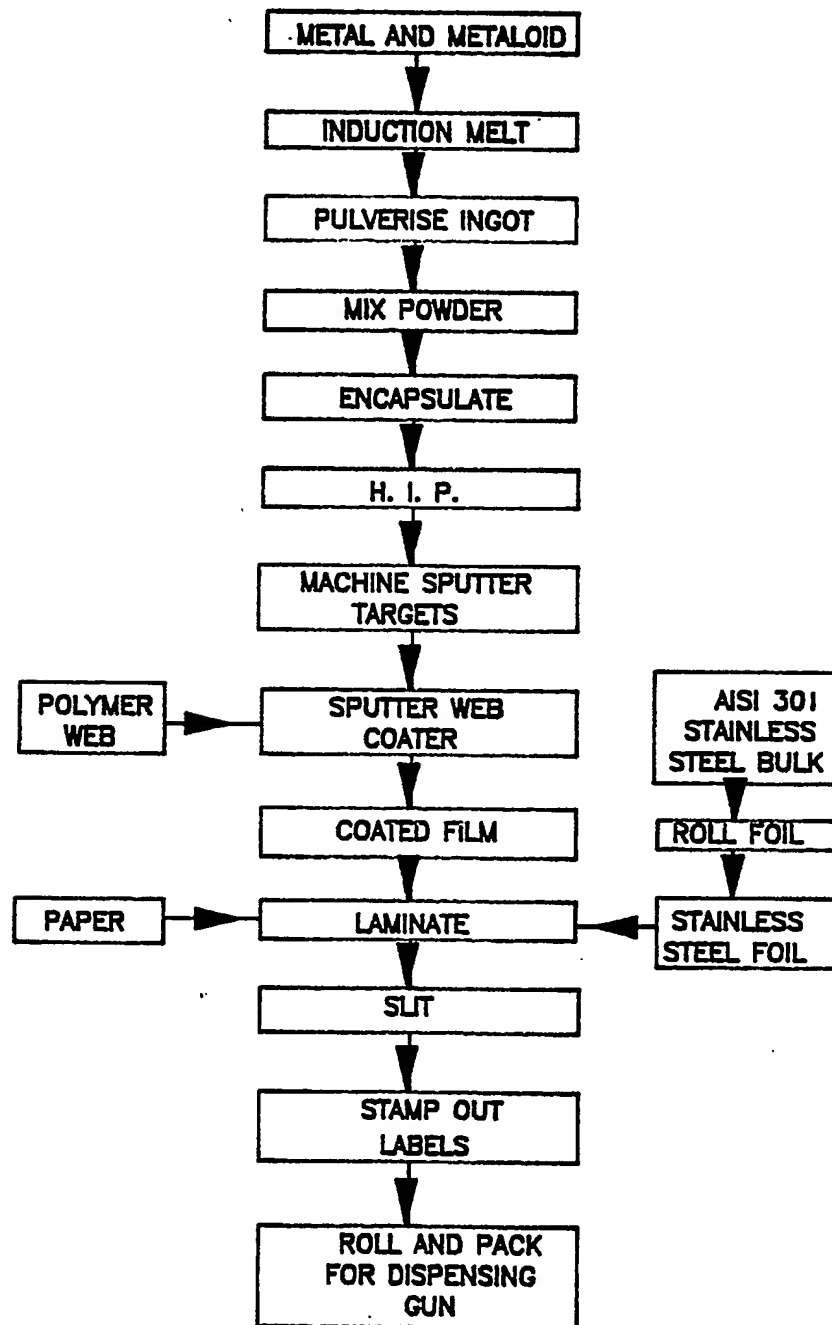 METAL AND METALOID
INDUCTION MELT
PULVERISE INGOT
MIX POWDER
ENCAPSULATE
H. I. P.
MACHINE SPUTTER
TARGETS
POLYMER
WEB
SPUTTER WEB
COATER
AISI 301
STAINLESS
STEEL BULK
COATED FILM
ROLL FOIL
PAPER
LAMINATE
STAINLESS
STEEL FOIL
SLIT
STAMP OUT
LABELS
ROLL AND PACK
FOR DISPENSING
GUN